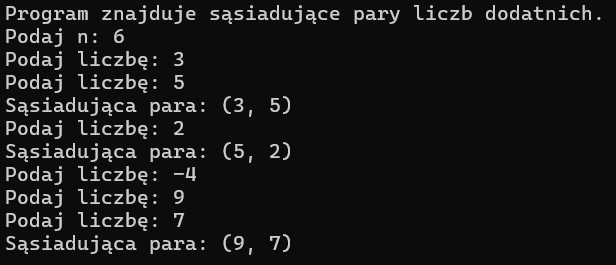 Program znajduje sąsiadujące pary liczb dodatnich.
Podaj n: 6
Podaj liczbę: 3
Podaj liczbę: 5
Sąsiadująca para: (3, 5)
Podaj liczbę: 2
Sąsiadująca para: (5, 2)
Podaj liczbę: -4
Podaj liczbę: 9
Podaj liczbę: 7
Sąsiadująca para: (9, 7)